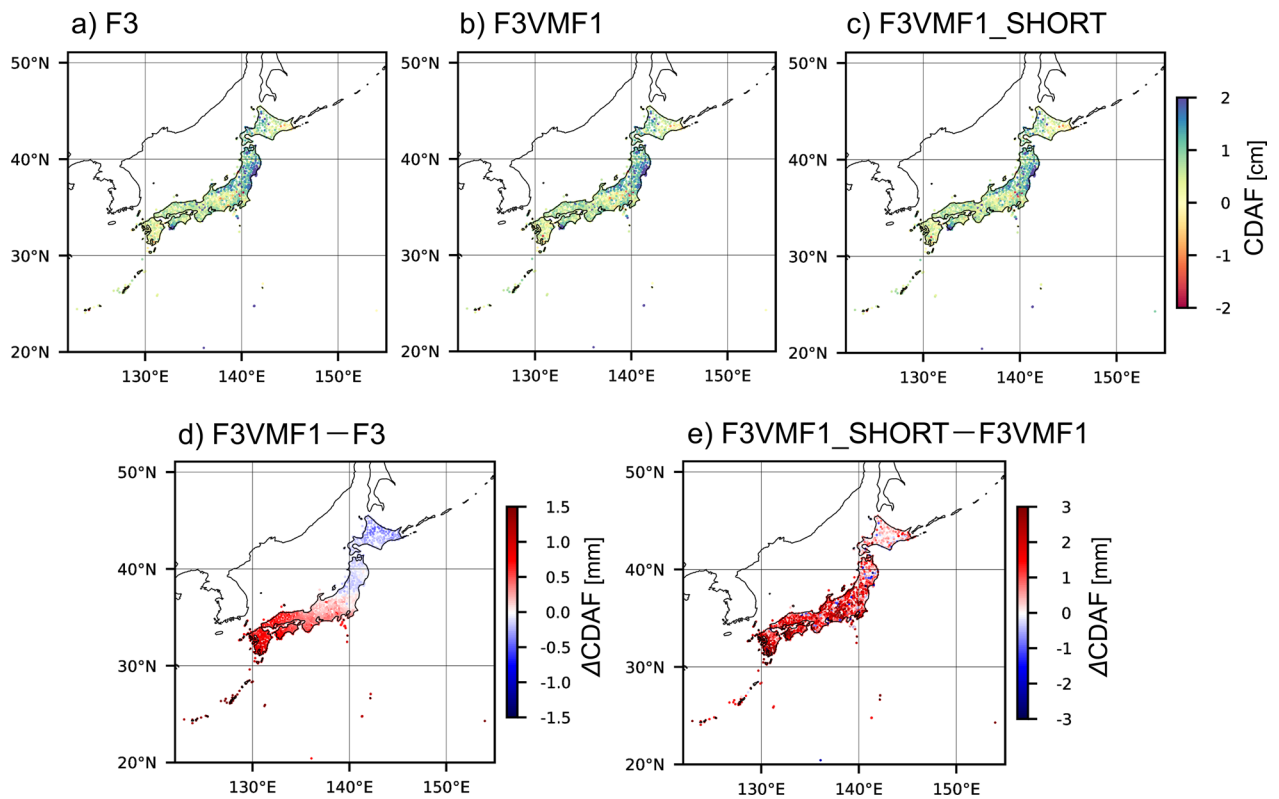 a) F3
b) F3VMF1
c) F3VMF1_SHORT
50°N
40°N
30°N
20°N
130°E
140°E
150°E
50°N
40°N
30°N
20°N
130°E
140°E
150°E
50°N
40°N
30°N
20°N
130°E
140°E
150°E
2
1
0
-1
-2
CDAF [cm]
d) F3VMF1−F3
e) F3VMF1_SHORT−F3VMF1
50°N
40°N
30°N
20°N
130°E
140°E
150°E
1.5
1.0
0.5
0.0
-0.5
-1.0
-1.5
ΔCDAF [mm]
50°N
40°N
30°N
20°N
130°E
140°E
150°E
3
2
1
0
-1
-2
-3
ΔCDAF [mm]